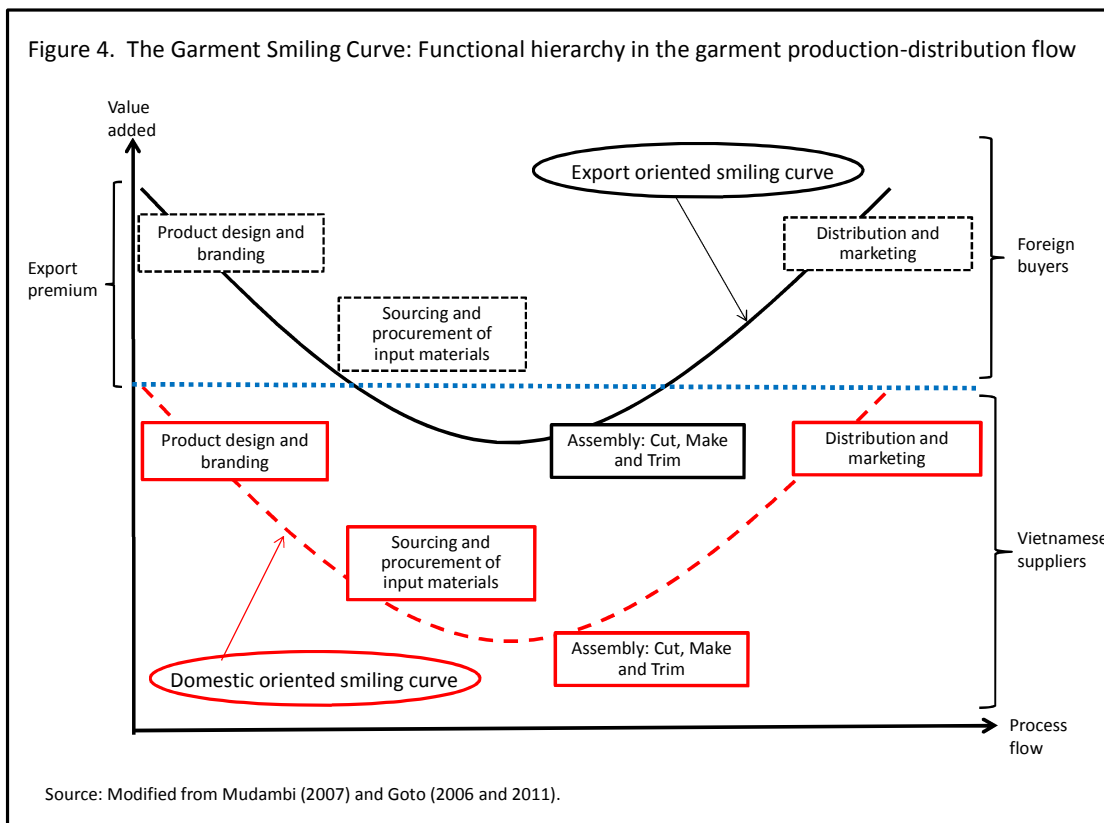 Figure 4. The Garment Smiling Curve: Functional hierarchy in the garment production-distribution flow
Value
added
Export oriented smiling curve
Product design and
branding
Distribution and
marketing
Foreign
buyers
Export
premium
Sourcing and
procurement of
input materials
Product design and
branding
Assembly: Cut, Make
and Trim
Distribution and
marketing
Sourcing and
procurement of
input materials
Vietnamese
suppliers
Assembly: Cut, Make
and Trim
Domestic oriented smiling curve
Process
flow
Source: Modified from Mudambi (2007) and Goto (2006 and 2011).